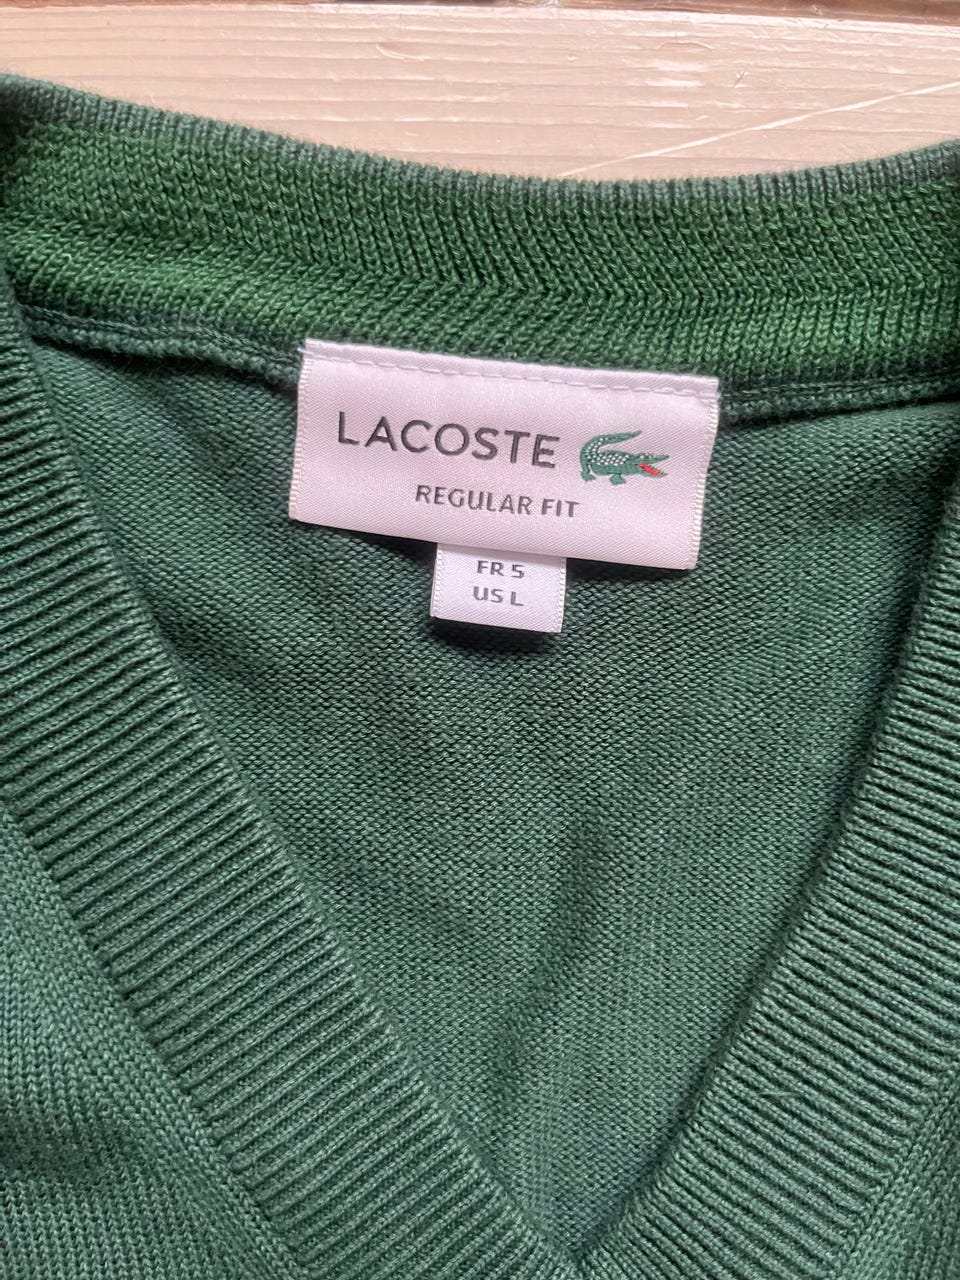 LACOSTE
REGULAR FIT
FR 5
US L